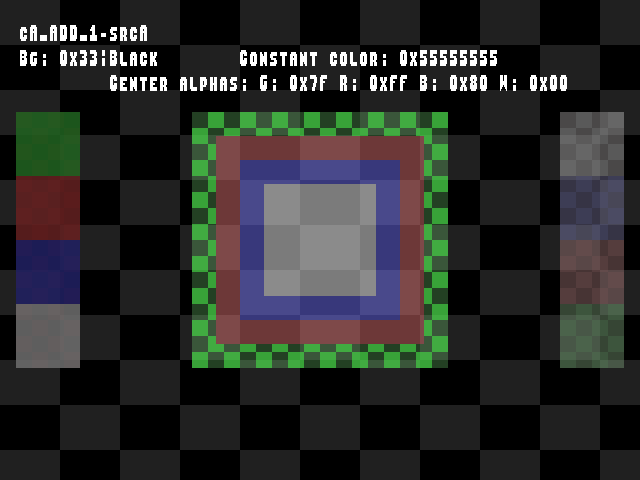 cA_ADD_1-srcA
Bg: 0x33¦Black Constant color: 0x55555555
Center alphas: G: 0x7f R: 0xff B: 0x80 W: 0x00